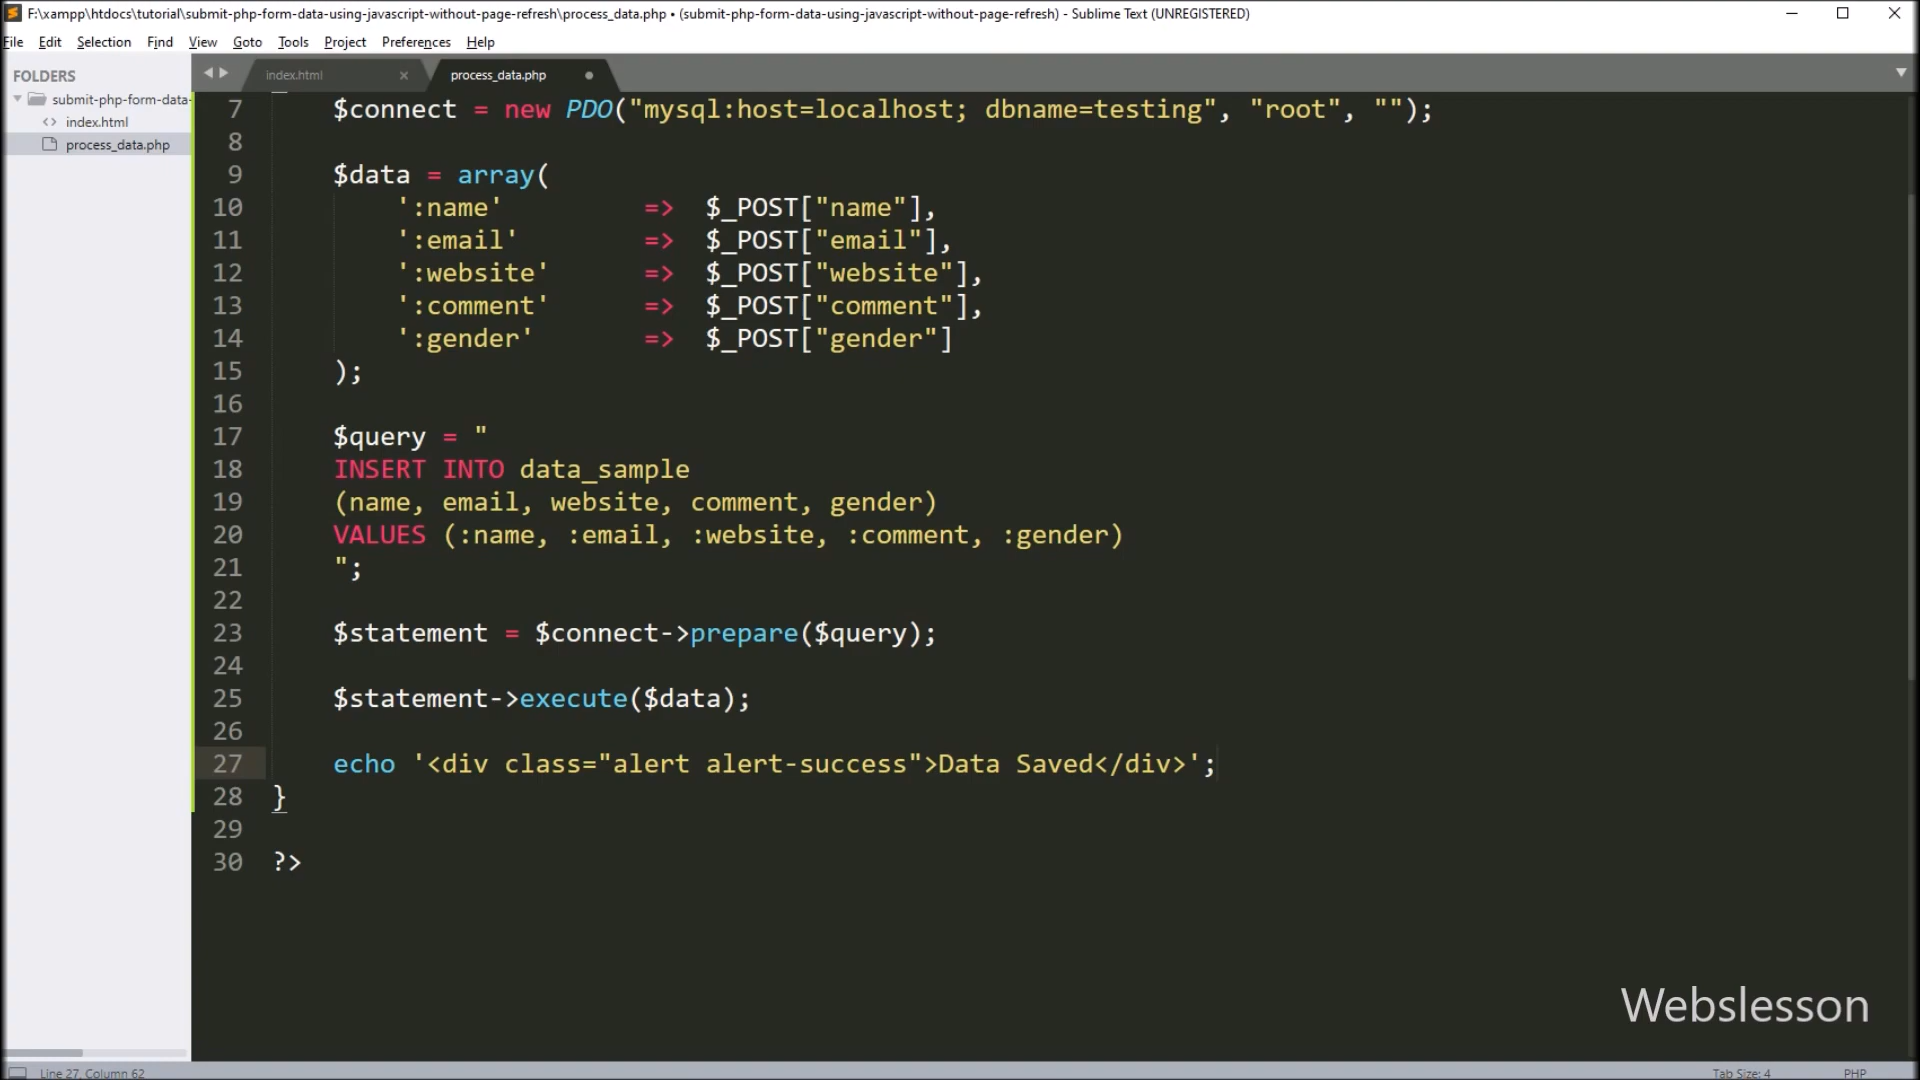 F:\xampp\htdocs\tutorial\submit-php-form-data-using-javascript-without-page-refresh\process_data.php • (submit-php-form-data-using-javascript-without-page-refresh) - Sublime Text (UNREGISTERED)
File Edit Selection Find View Goto Tools Project Preferences Help
FOLDERS
submit-php-form-data-
index.html
process_data.php
index.html process_data.php
7 $connect = new PDO("mysql:host=localhost; dbname=testing", "root", "");
8
9 $data = array(
10 ':name' => $_POST["name"],
11 ':email' => $_POST["email"],
12 ':website' => $_POST["website"],
13 ':comment' => $_POST["comment"],
14 ':gender' => $_POST["gender"]
15 );
16
17 $query = "
18 INSERT INTO data_sample
19 (name, email, website, comment, gender)
20 VALUES (:name, :email, :website, :comment, :gender)
21 ";
22
23 $statement = $connect->prepare($query);
24
25 $statement->execute($data);
26
27 echo '<div class="alert alert-success">Data Saved</div>';
28 }
29
30 ?>
Webslesson
Line 27, Column 62 Tab Size: 4 PHP